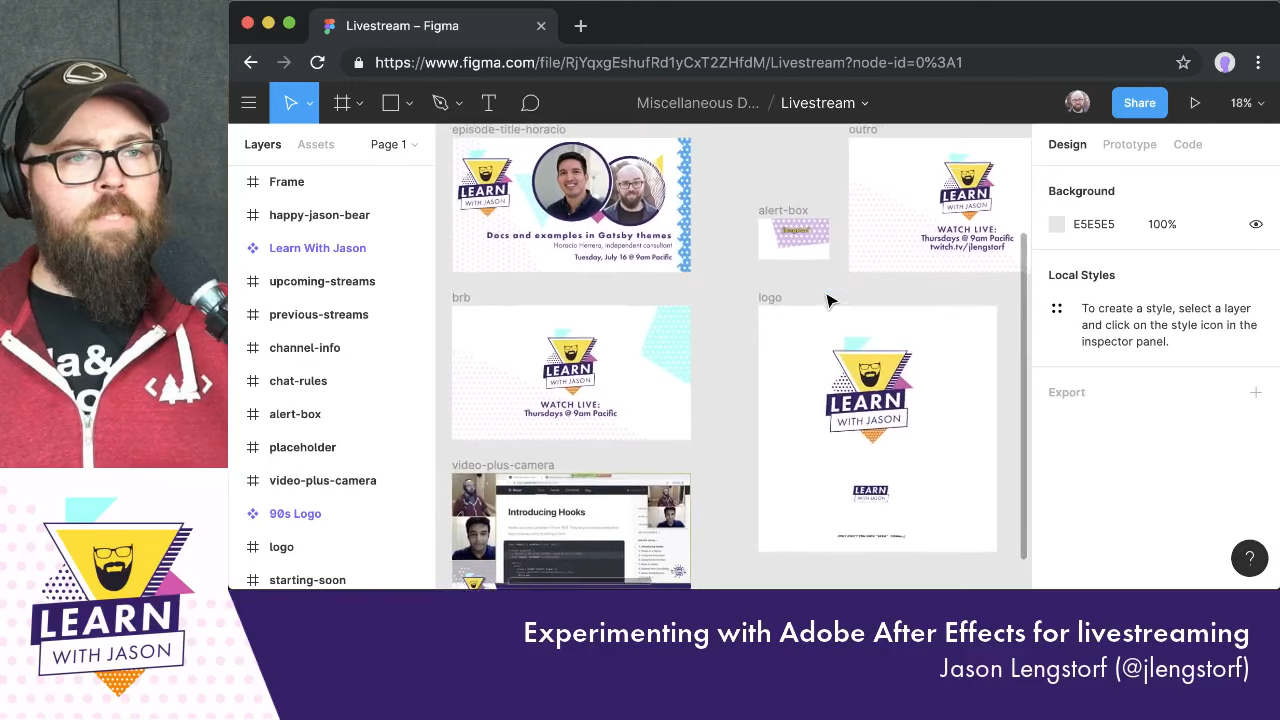 Livestream – Figma
https://www.figma.com/file/RjYqxgEshufRd1yCxT2ZHfdM/Livestream?node-id=0%3A1
Miscellaneous D... / Livestream
Share
18%
Layers
Assets
Page 1
Frame
happy-jason-bear
Learn With Jason
upcoming-streams
previous-streams
channel-info
chat-rules
alert-box
placeholder
video-plus-camera
90s Logo
logo
starting-soon
episode-title-horacio
LEARN
WITH JASON
Docs and examples in Gatsby themes
Horacio Herrera, independent consultant
Tuesday, July 16 @ 9am Pacific
alert-box
outro
LEARN
WITH JASON
WATCH LIVE:
Thursdays @ 9am Pacific
twitch.tv/jlengstorf
brb
LEARN
WITH JASON
WATCH LIVE:
Thursdays @ 9am Pacific
logo
LEARN
WITH JASON
LEARN
WITH JASON
video-plus-camera
Introducing Hooks
Design
Prototype
Code
Background
E5E5E5
100%
Local Styles
To create a style, select a layer
and click on the style icon in the
inspector panel.
Export
?
LEARN
WITH JASON
Experimenting with Adobe After Effects for livestreaming
Jason Lengstorf (@jlengstorf)